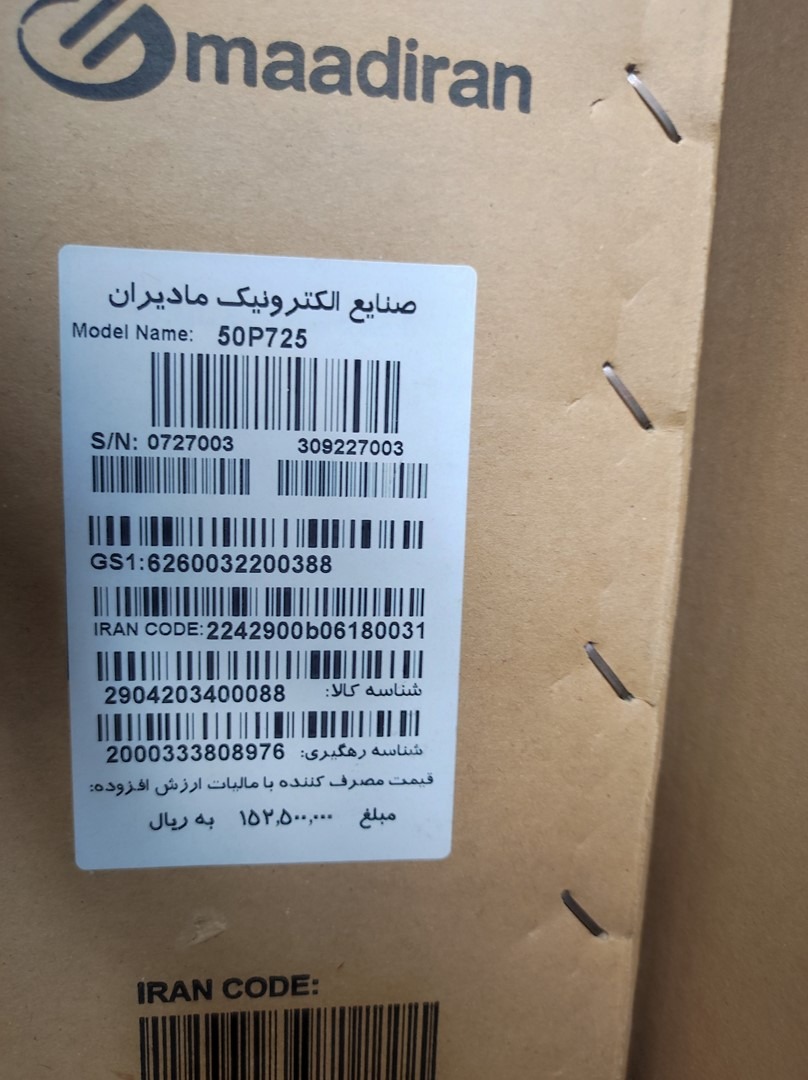 maadiran
صنایع الکترونیک مادیران
Model Name: 50P725
S/N: 0727003 309227003
GS1:6260032200388
IRAN CODE:2242900b06180031
شناسه کالا: 2904203400088
شناسه رهگیری: 2000333808976
قیمت مصرف کننده با مالیات ارزش افزوده:
مبلغ ۱۵۲,۵۰۰,۰۰۰ به ریال
IRAN CODE: